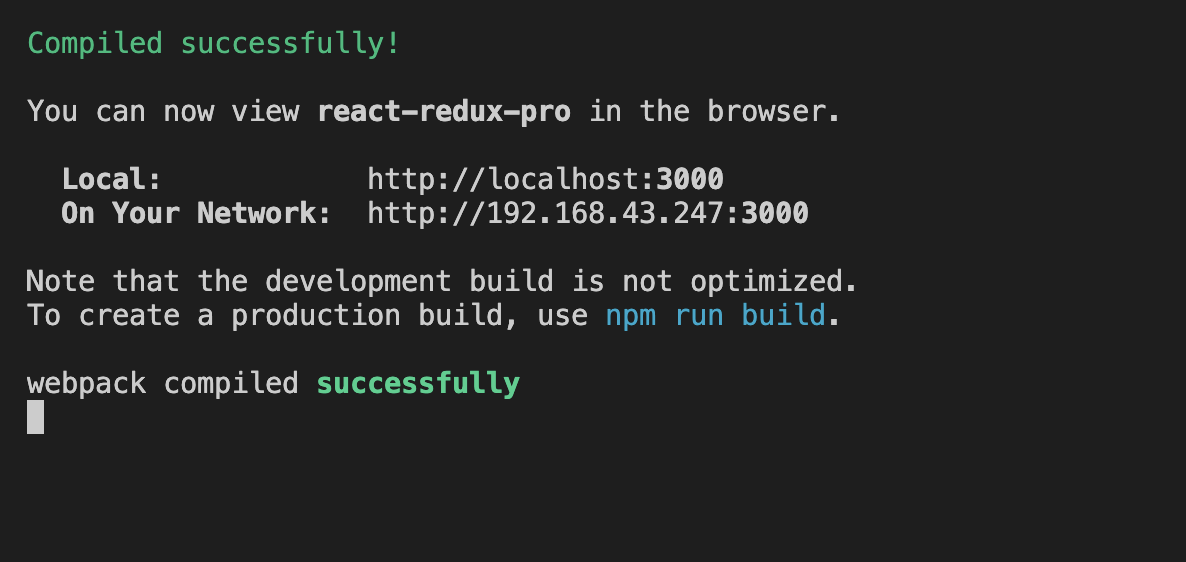 Compiled successfully!
You can now view react-redux-pro in the browser.
Local: http://localhost:3000
On Your Network: http://192.168.43.247:3000
Note that the development build is not optimized.
To create a production build, use npm run build.
webpack compiled successfully